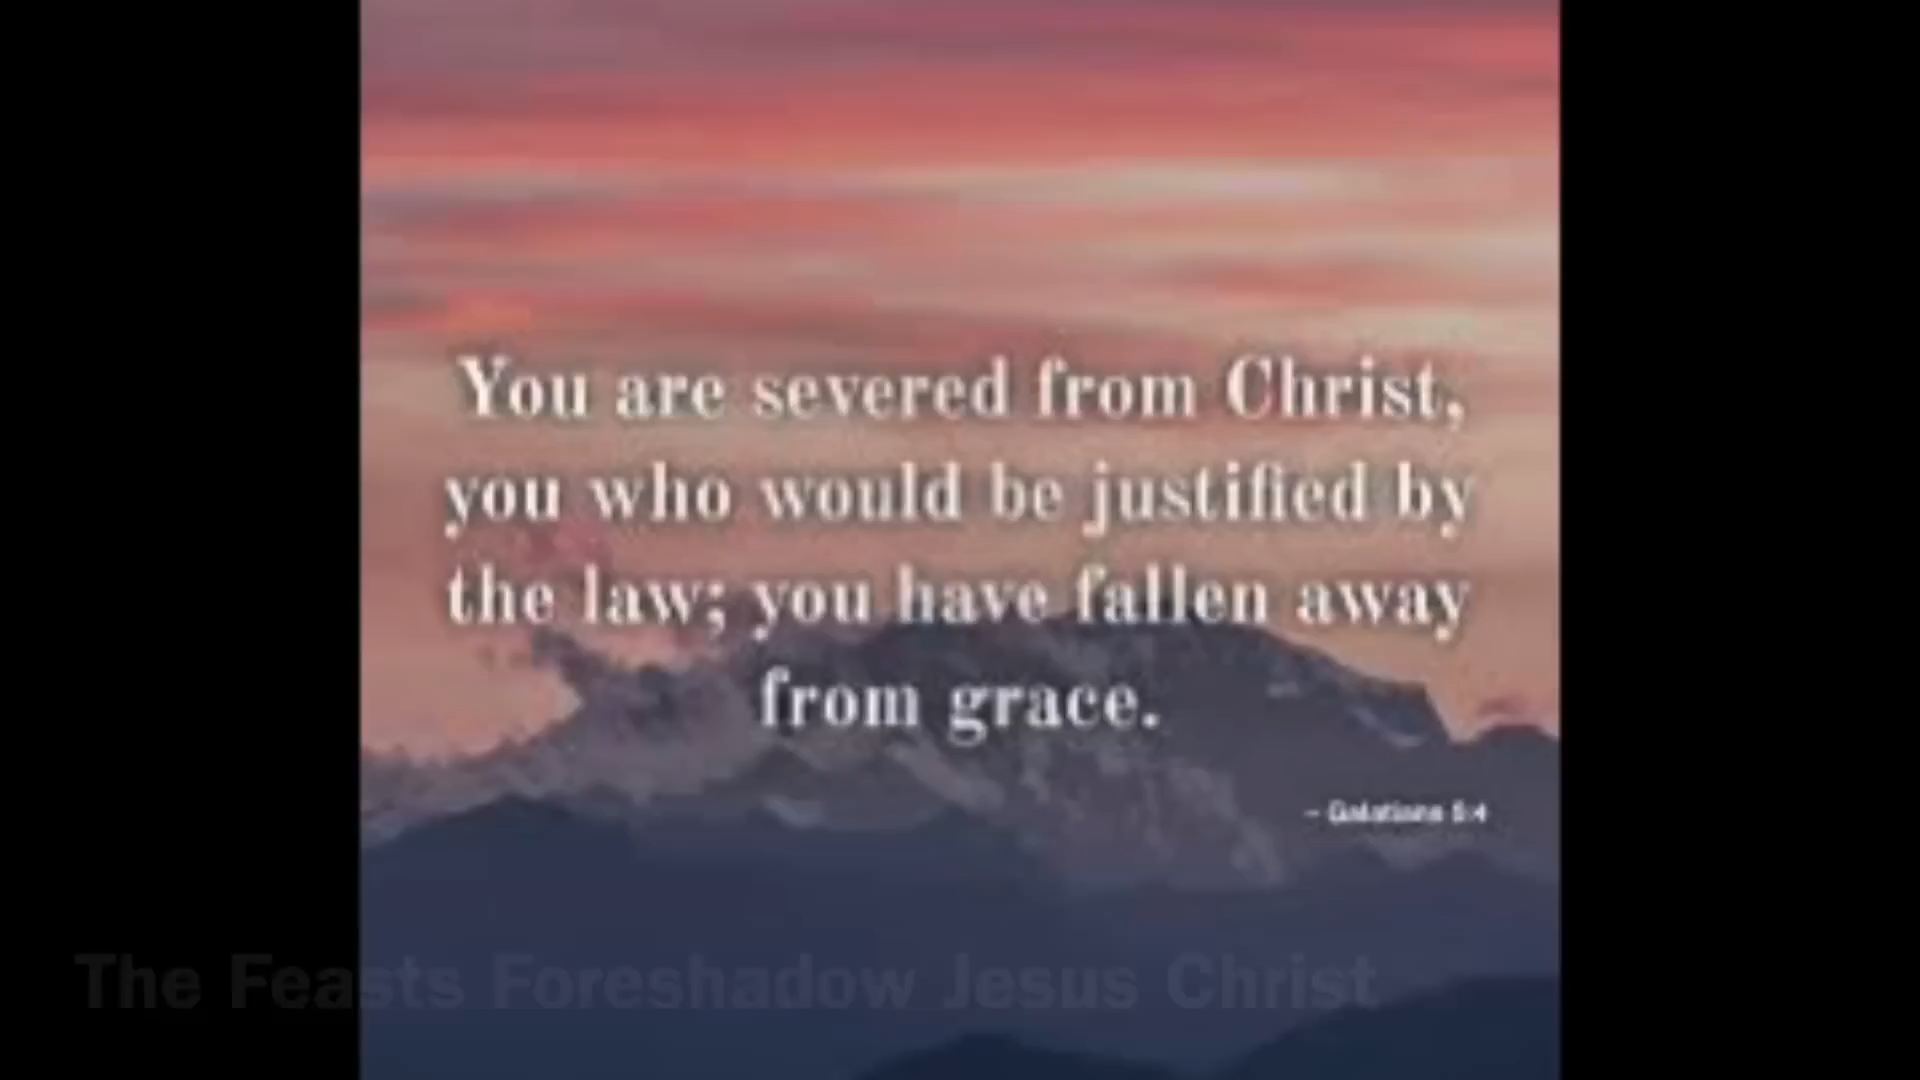 You are severed from Christ,
you who would be justified by
the law; you have fallen away
from grace.
- Galatians 5:4
The Feasts Foreshadow Jesus Christ